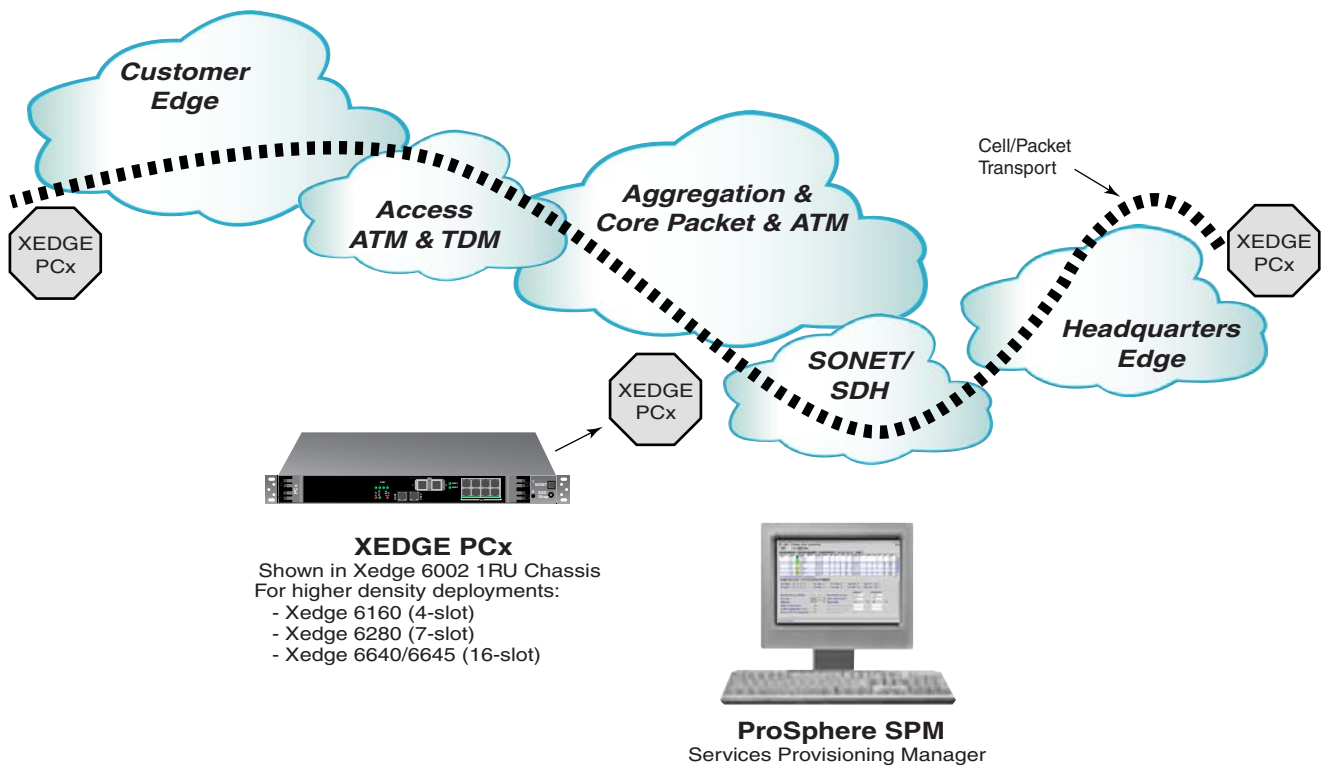 Customer
Edge
Cell/Packet
Transport
Aggregation &
Core Packet & ATM
Access
ATM & TDM
XEDGE
PCx
XEDGE
PCx
Headquarters
Edge
SONET/
SDH
XEDGE
PCx
XEDGE PCx
Shown in Xedge 6002 1RU Chassis
For higher density deployments:
- Xedge 6160 (4-slot)
- Xedge 6280 (7-slot)
- Xedge 6640/6645 (16-slot)
ProSphere SPM
Services Provisioning Manager